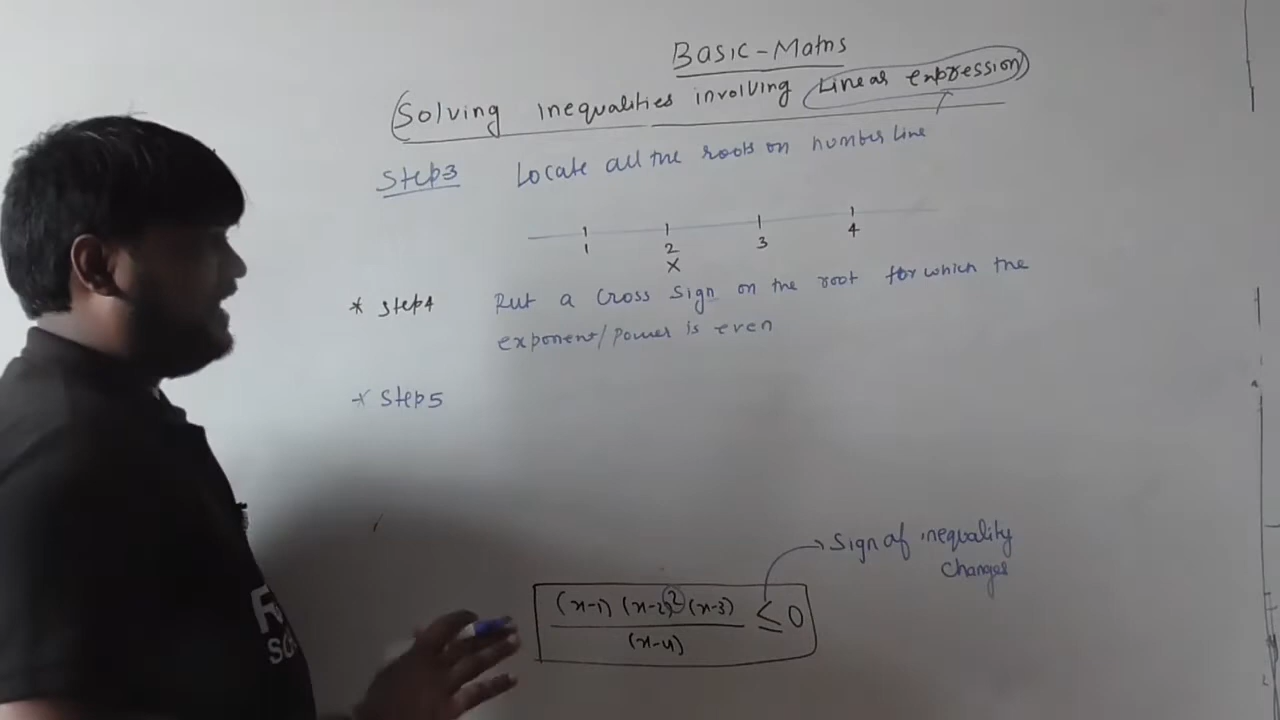 Basic-Maths
Solving inequalities involving Linear expression
Step3 Locate all the roots on number line
1 2 3 4
X
* Step4 Put a Cross Sign on the root for which the
exponent/Power is even
* Step5
Sign of inequality
changes
(x-1) (x-2)² (x-3) ≤ 0
(x-4)